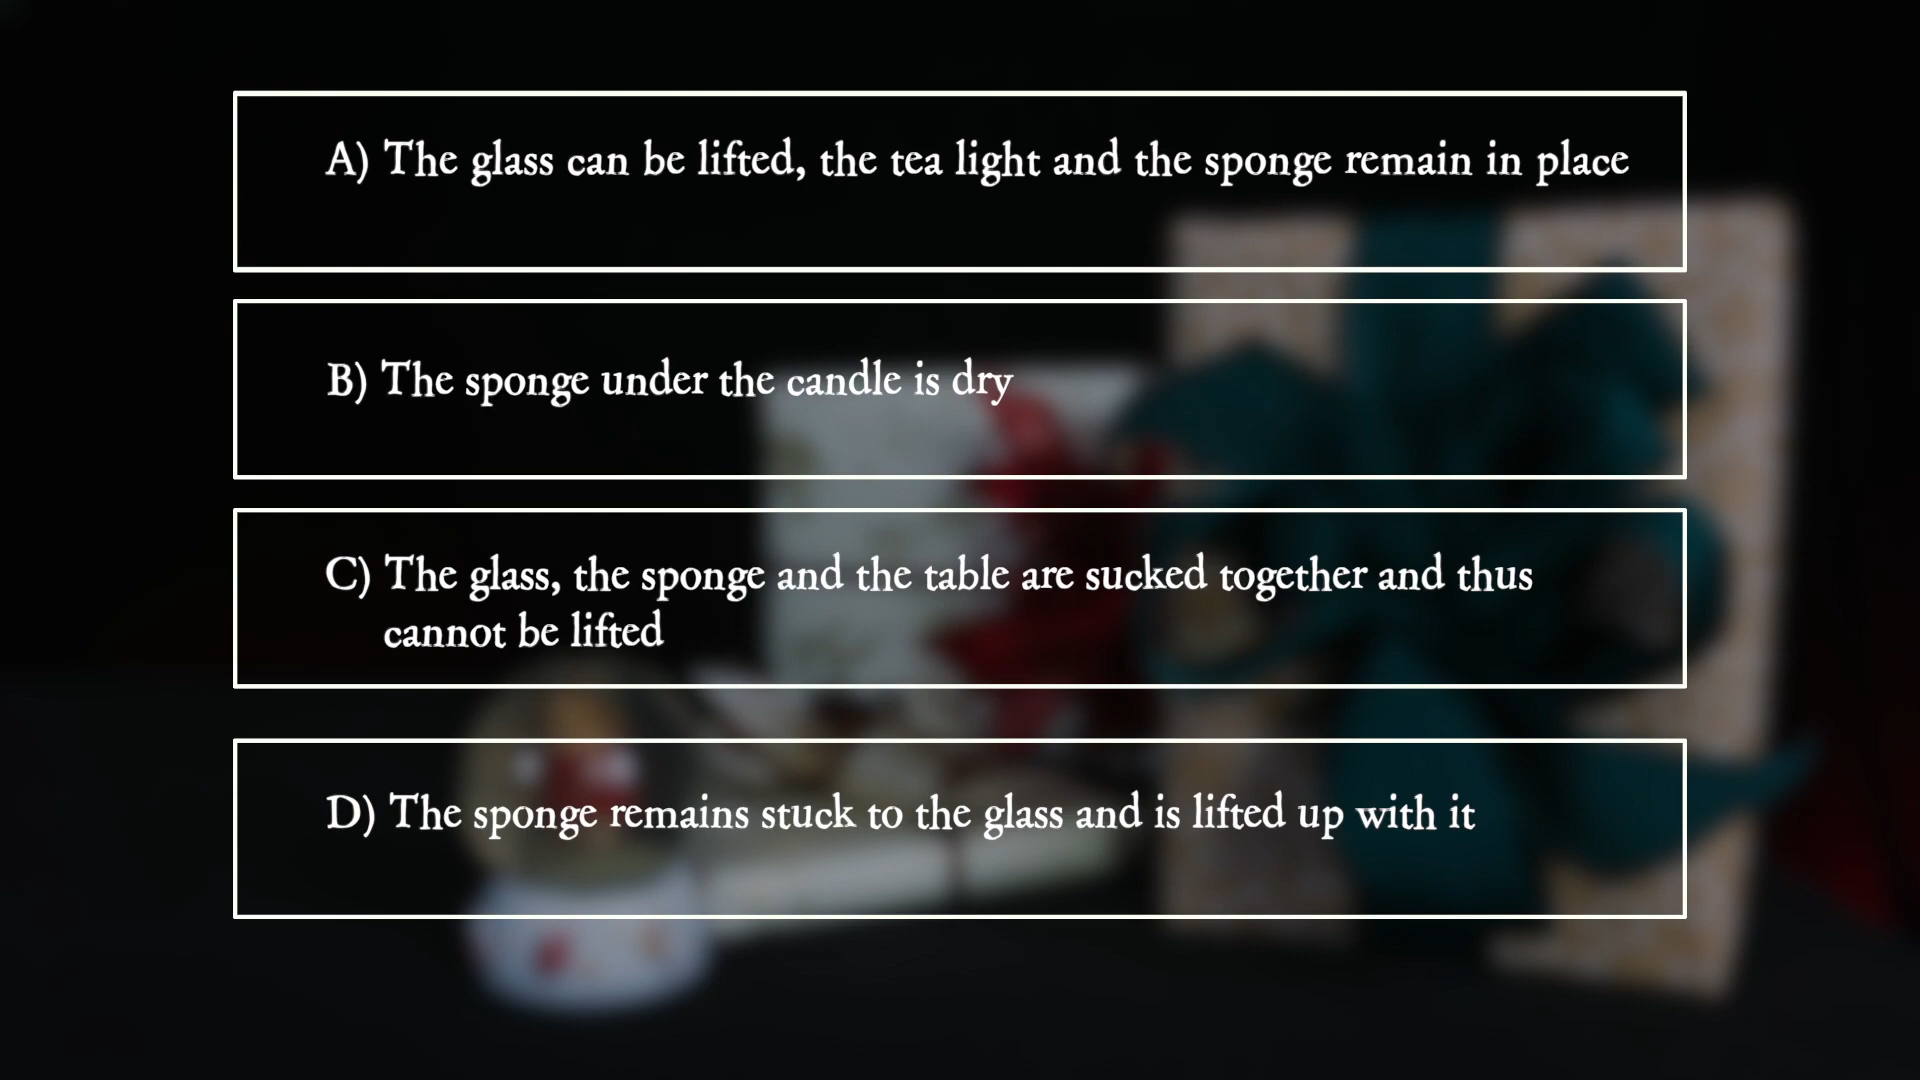 A) The glass can be lifted, the tea light and the sponge remain in place
B) The sponge under the candle is dry
C) The glass, the sponge and the table are sucked together and thus
cannot be lifted
D) The sponge remains stuck to the glass and is lifted up with it